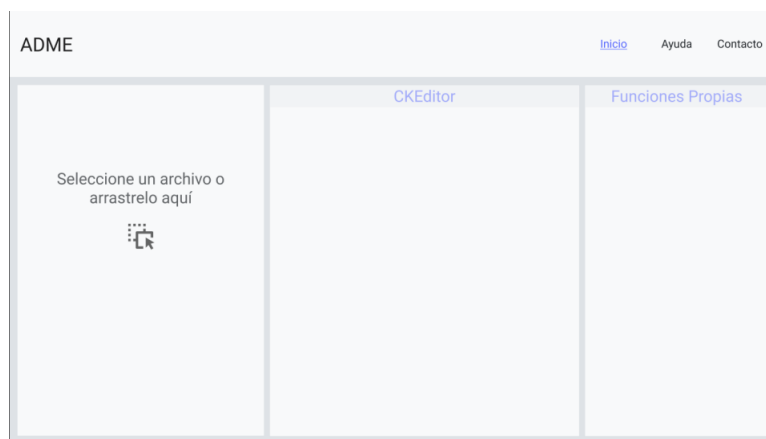 ADME
Inicio
Ayuda
Contacto
Seleccione un archivo o
arrastrelo aquí
CKEditor
Funciones Propias